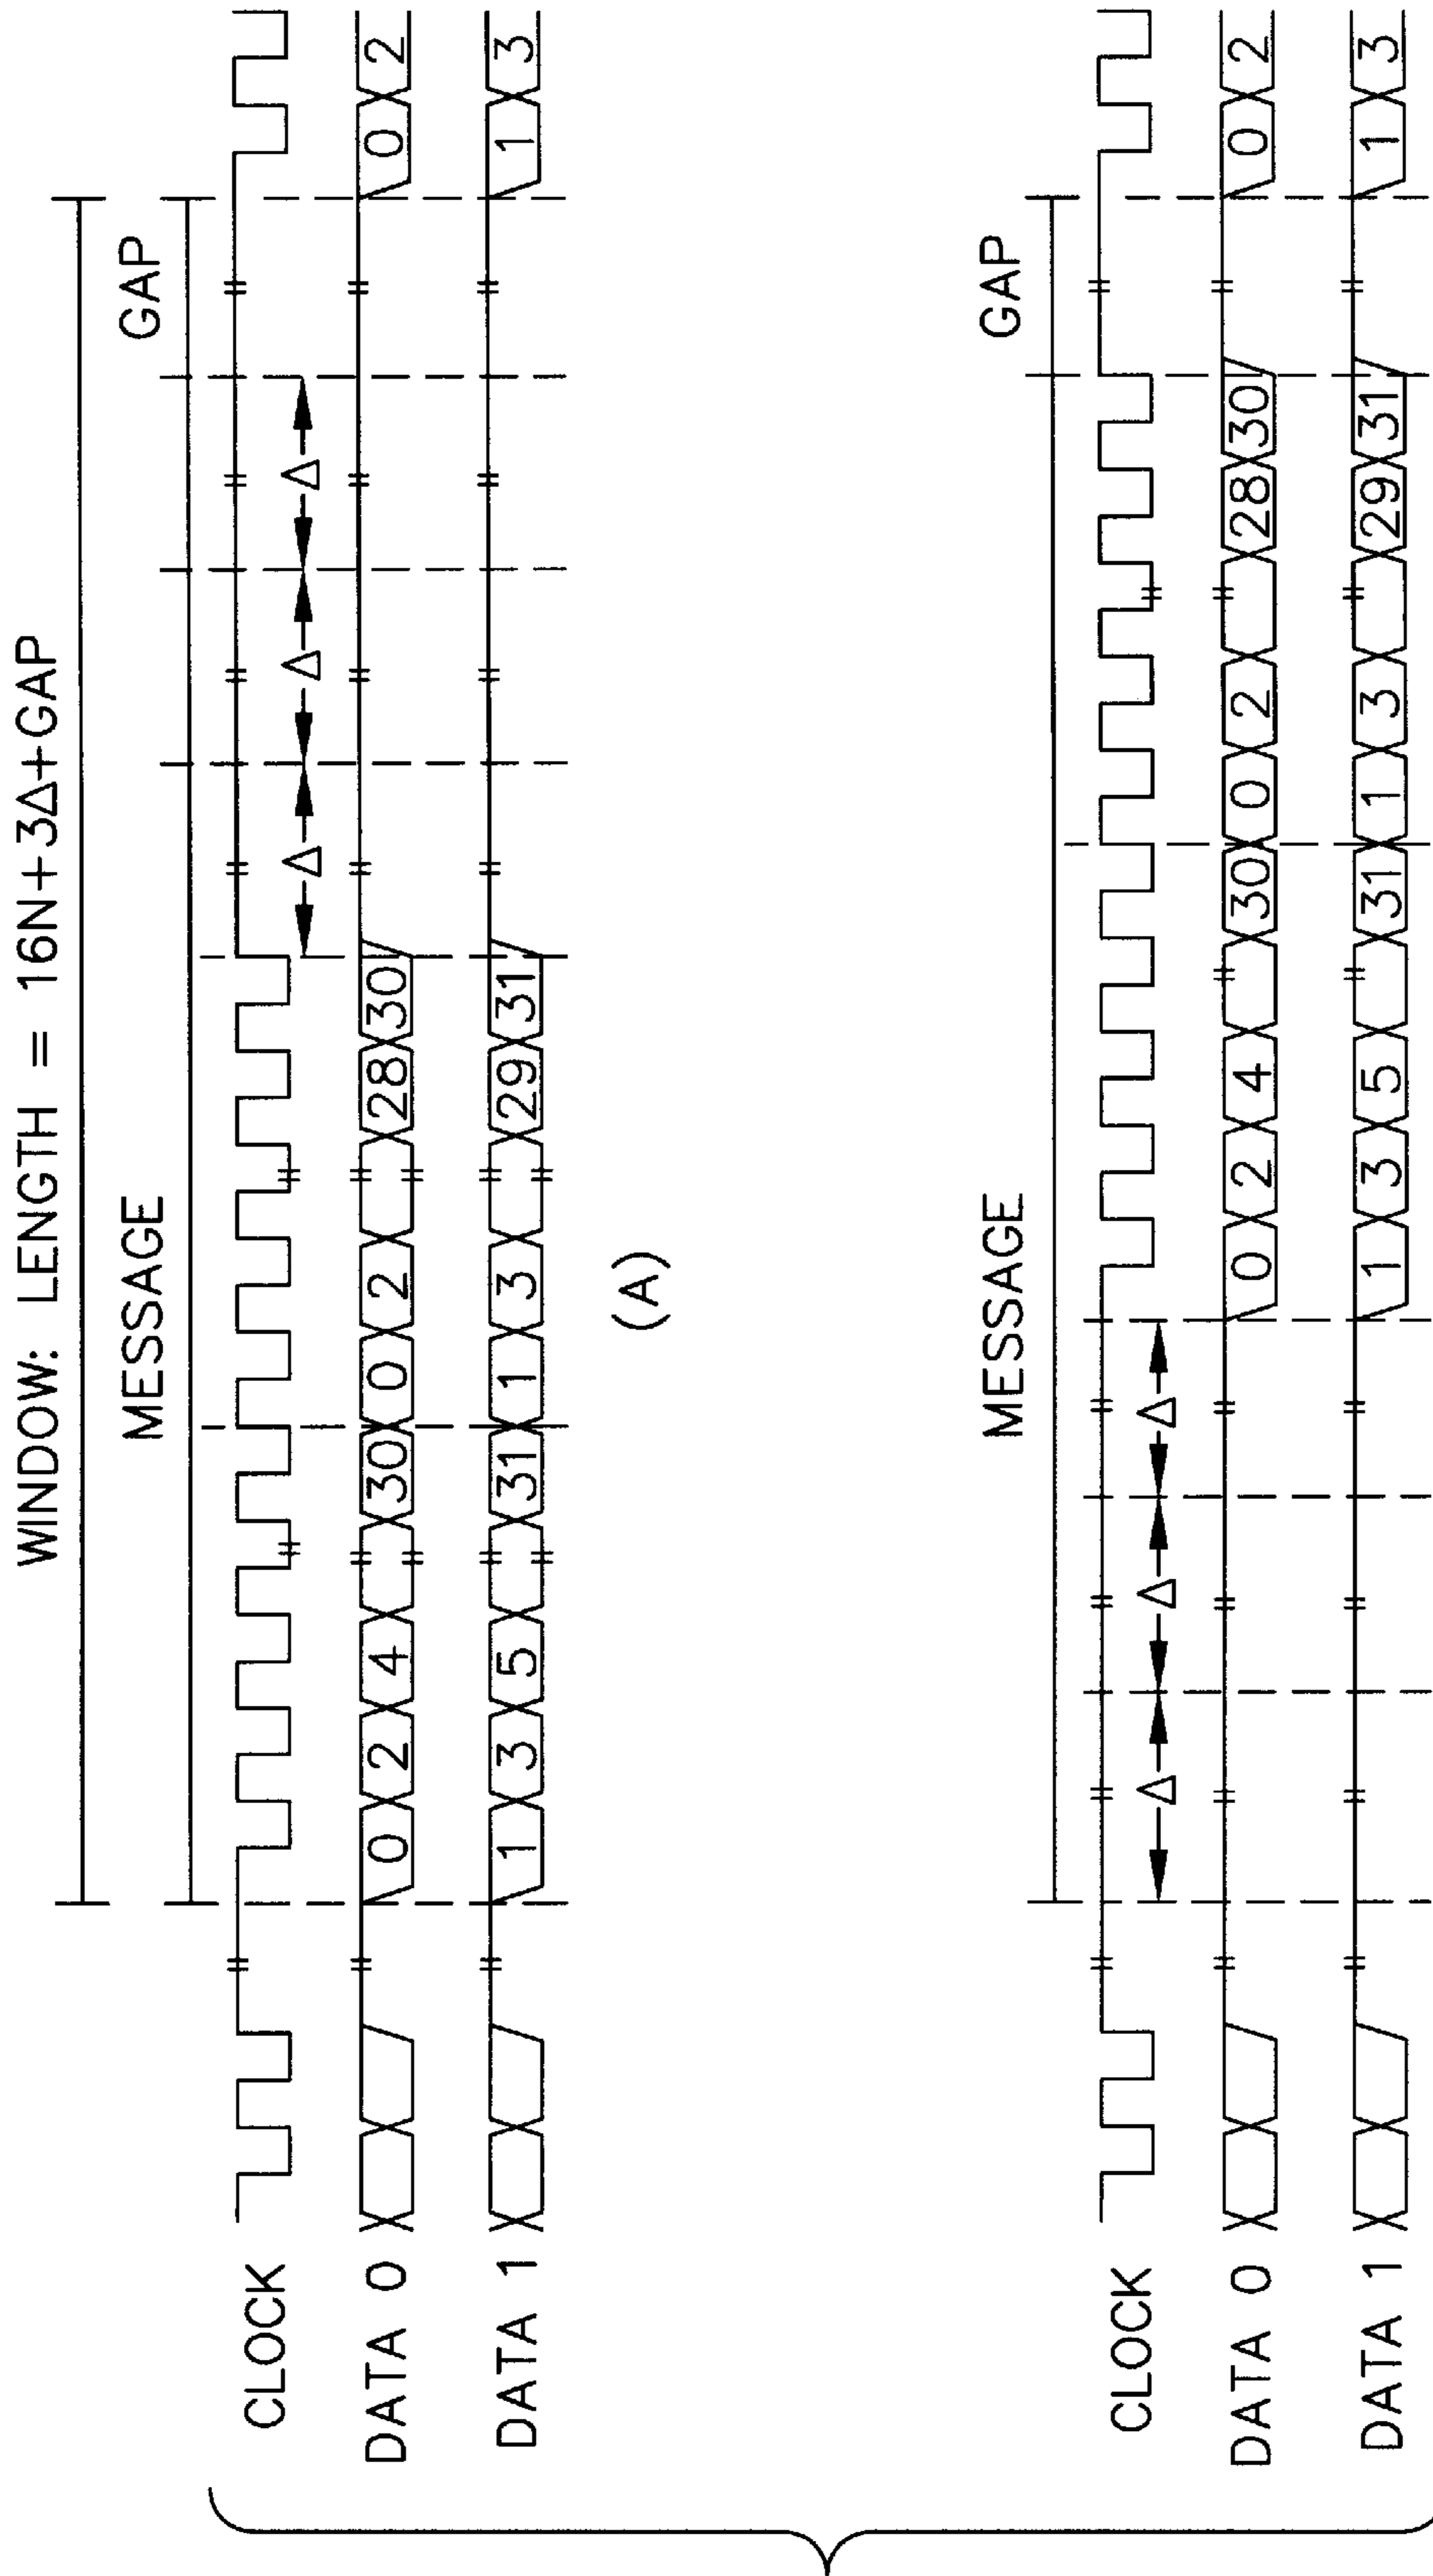 WINDOW: LENGTH = 16N+3Δ+GAP
MESSAGE GAP
CLOCK
Δ Δ Δ
DATA 0 0 2 4 30 0 2 28 30 0 2
DATA 1 1 3 5 31 1 3 29 31 1 3
(A)
MESSAGE GAP
CLOCK
Δ Δ Δ
DATA 0 0 2 4 30 0 2 28 30 0 2
DATA 1 1 3 5 31 1 3 29 31 1 3